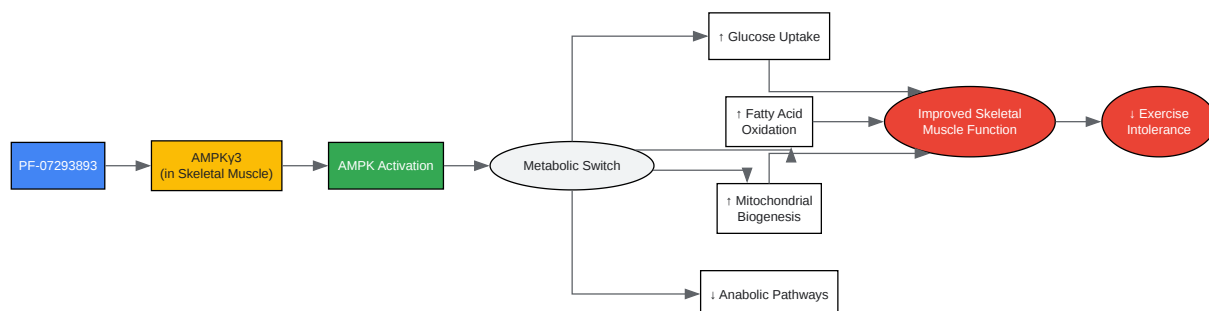 PF-07293893
AMPKγ3
(in Skeletal Muscle)
AMPK Activation
Metabolic Switch
↑ Glucose Uptake
↑ Fatty Acid
Oxidation
↑ Mitochondrial
Biogenesis
↓ Anabolic Pathways
Improved Skeletal
Muscle Function
↓ Exercise
Intolerance